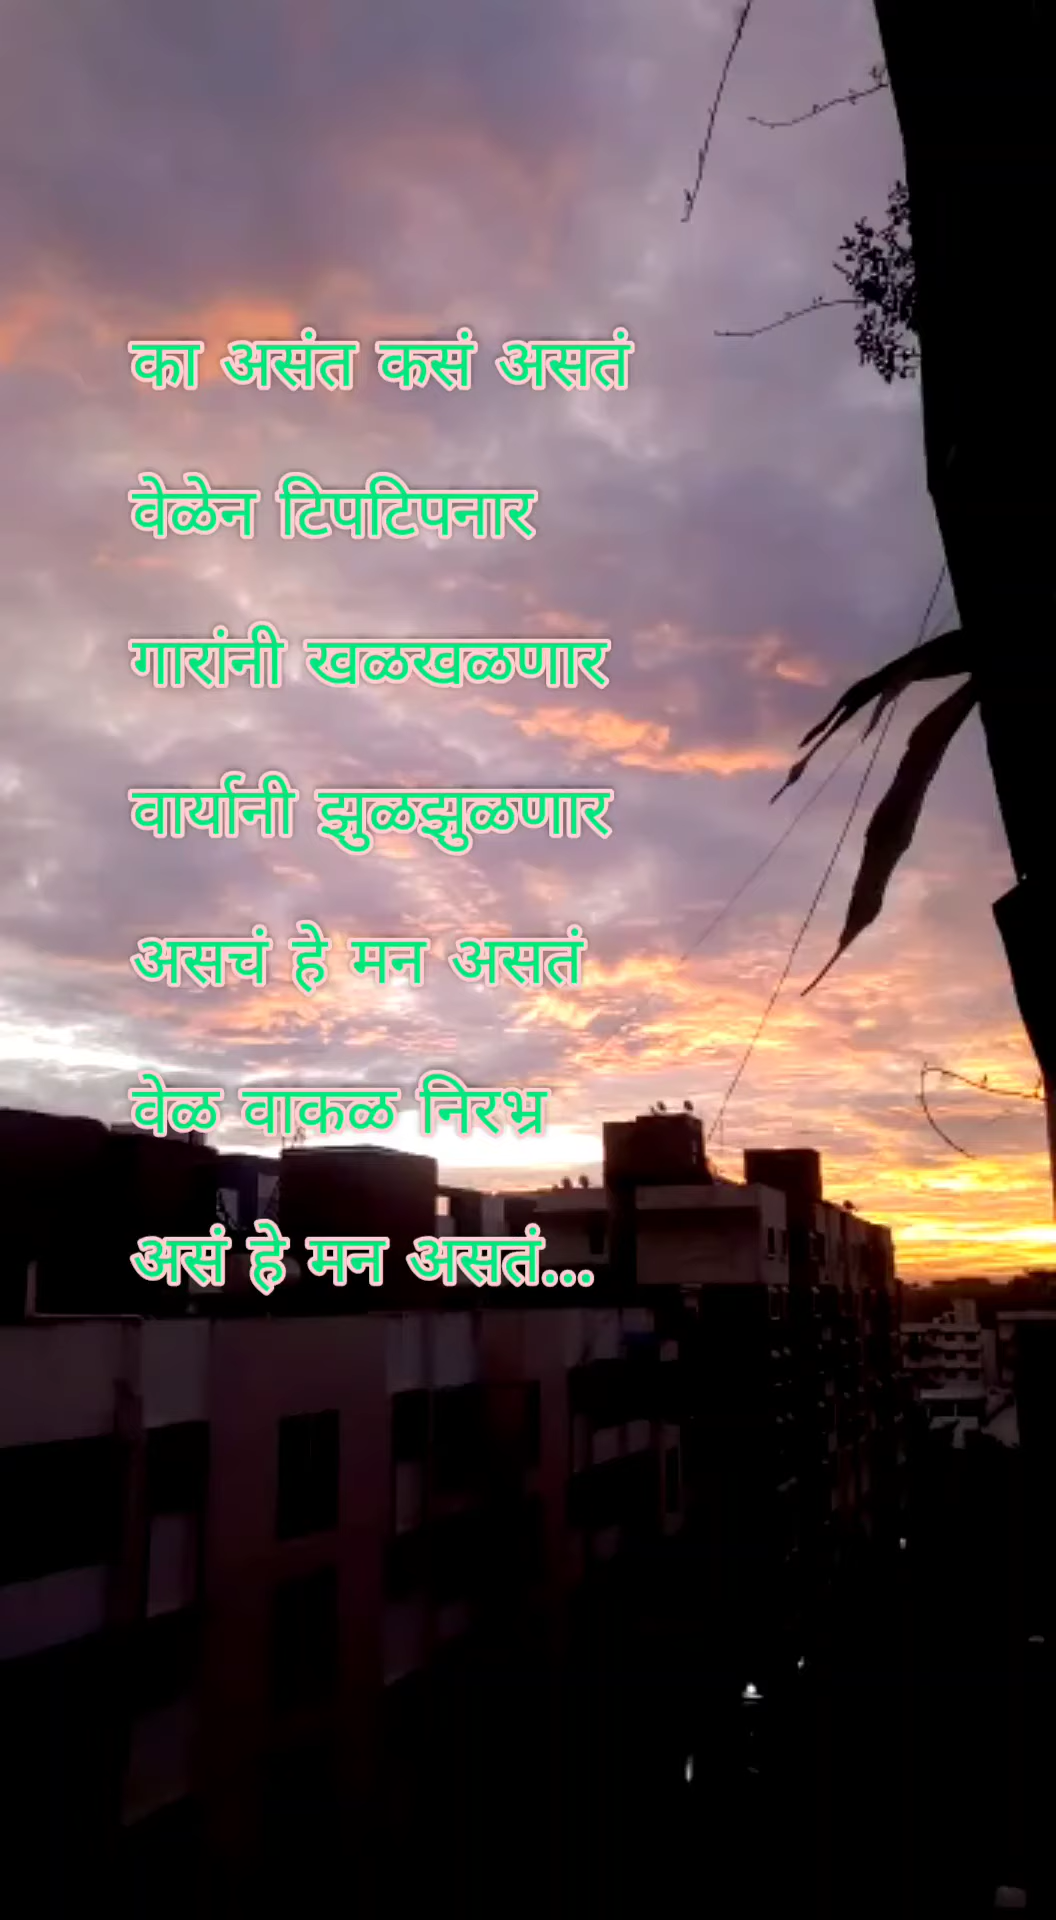 का असंत कसं असतं
वेळेन टिपटिपनार
गारांनी खळखळणार
वार्यानी झुळझुळणार
असचं हे मन असतं
वेळ वाकळ निरभ्र
असं हे मन असतं...